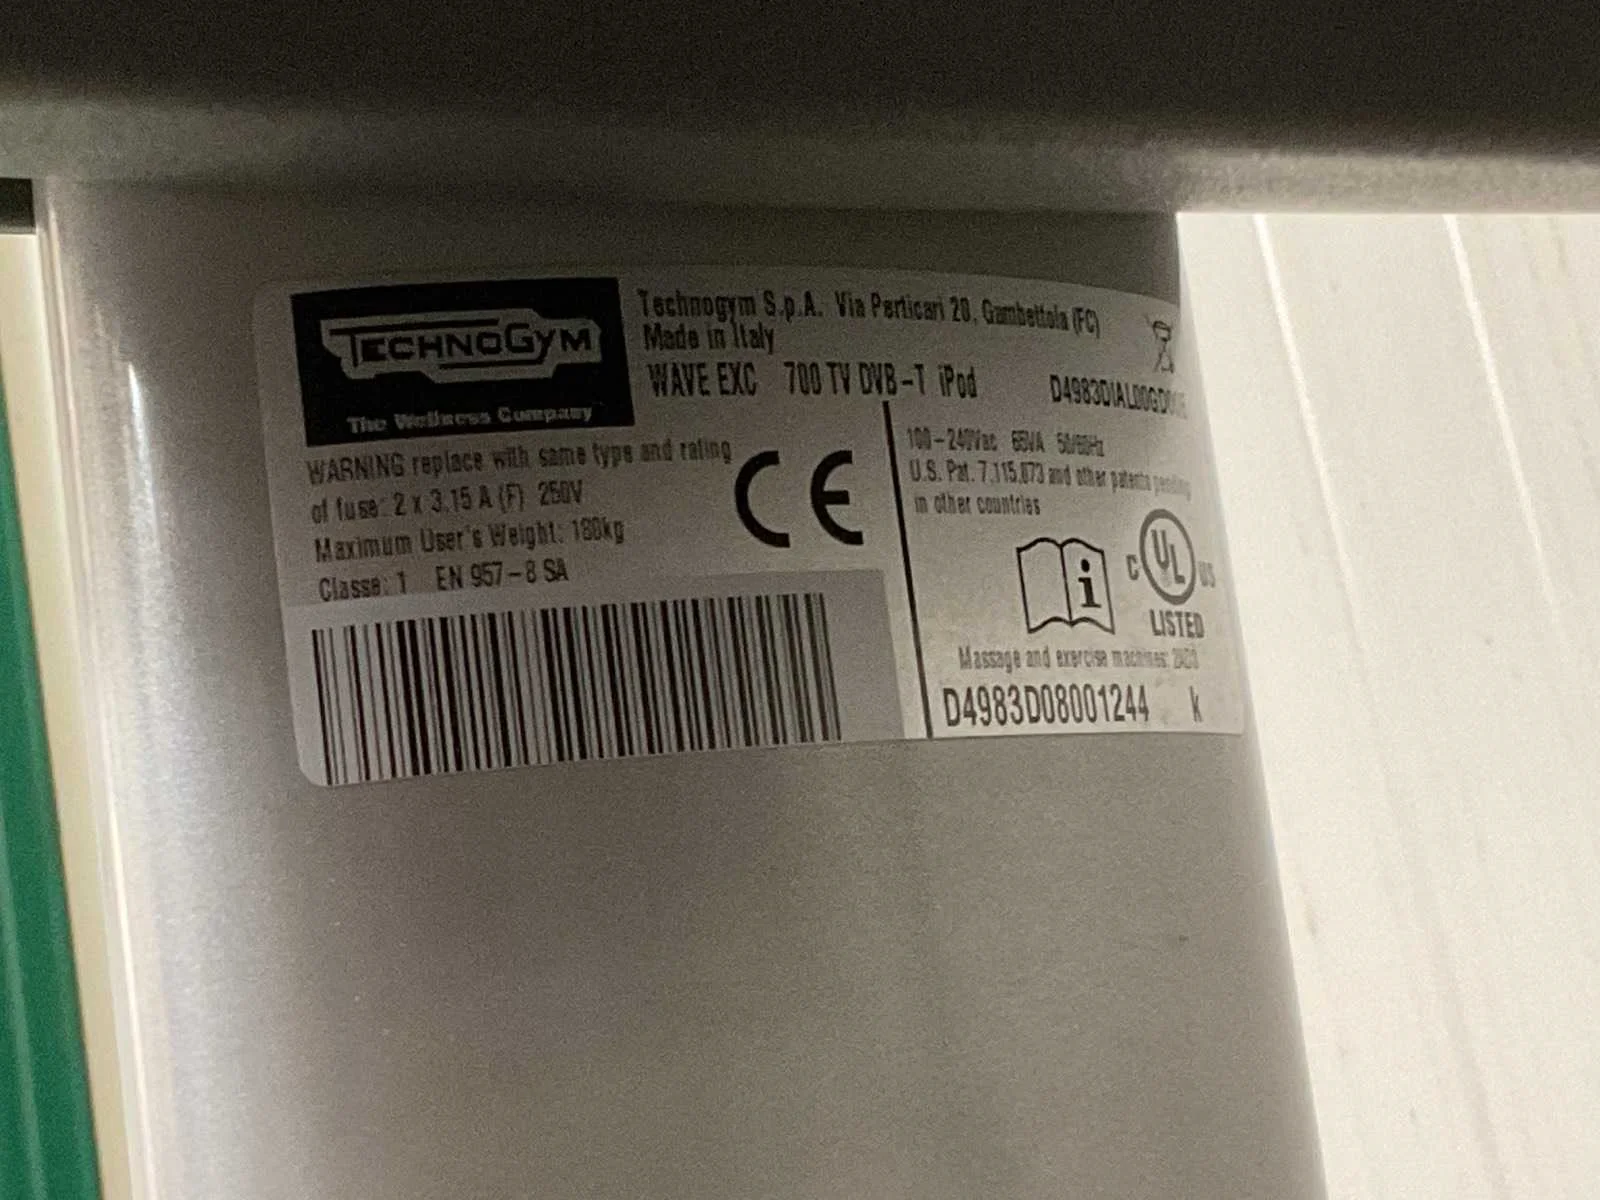 TECHNOGYM
The Wellness Company
Technogym S.p.A. Via Perticari 20, Gambettola (FC)
Made in Italy
WAVE EXC 700 TV DVB-T iPod
WARNING replace with same type and rating
of fuse: 2 x 3,15 A (F) 250V
Maximum User's Weight: 180kg
Classe: 1 EN 957-8 SA
CE
100-240Vac 65VA 50/60Hz
U.S. Pat. 7,115,073 and other patents pending
in other countries
i
C UL US
LISTED
Massage and exercise machines:
D4983D08001244 k